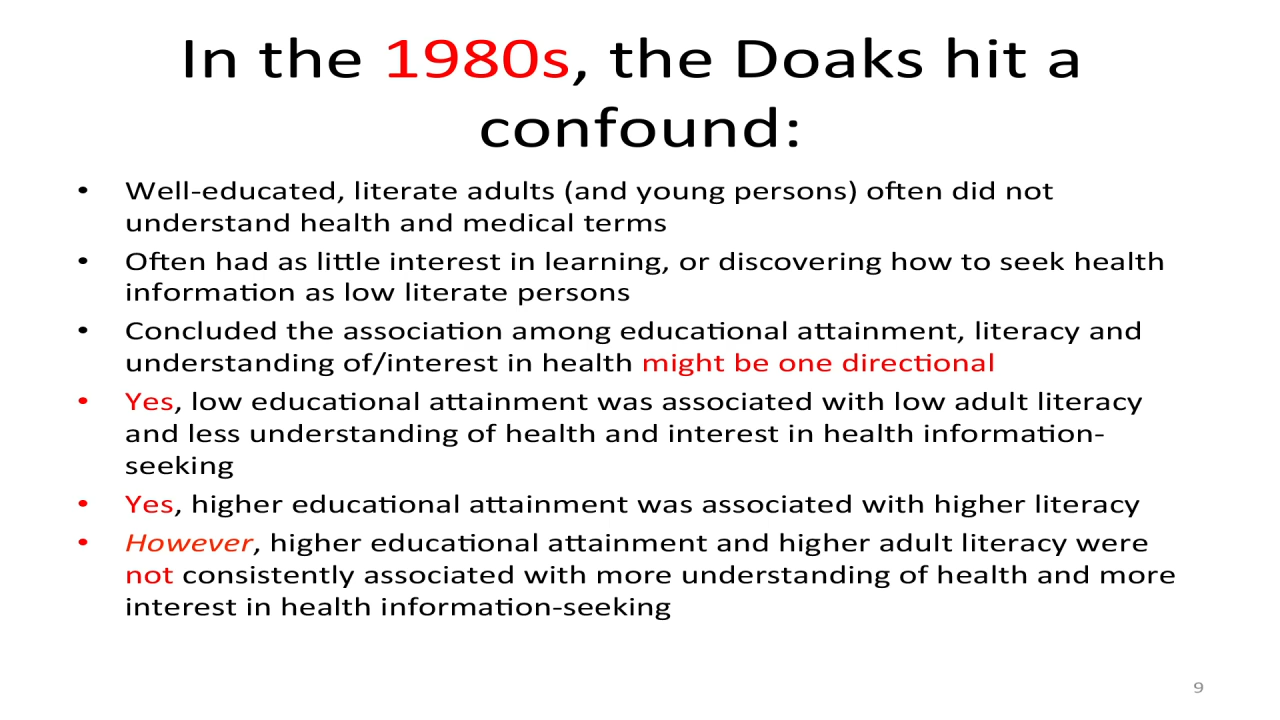 In the 1980s, the Doaks hit a
confound:
• Well-educated, literate adults (and young persons) often did not
understand health and medical terms
• Often had as little interest in learning, or discovering how to seek health
information as low literate persons
• Concluded the association among educational attainment, literacy and
understanding of/interest in health might be one directional
• Yes, low educational attainment was associated with low adult literacy
and less understanding of health and interest in health information-
seeking
• Yes, higher educational attainment was associated with higher literacy
• However, higher educational attainment and higher adult literacy were
not consistently associated with more understanding of health and more
interest in health information-seeking
9